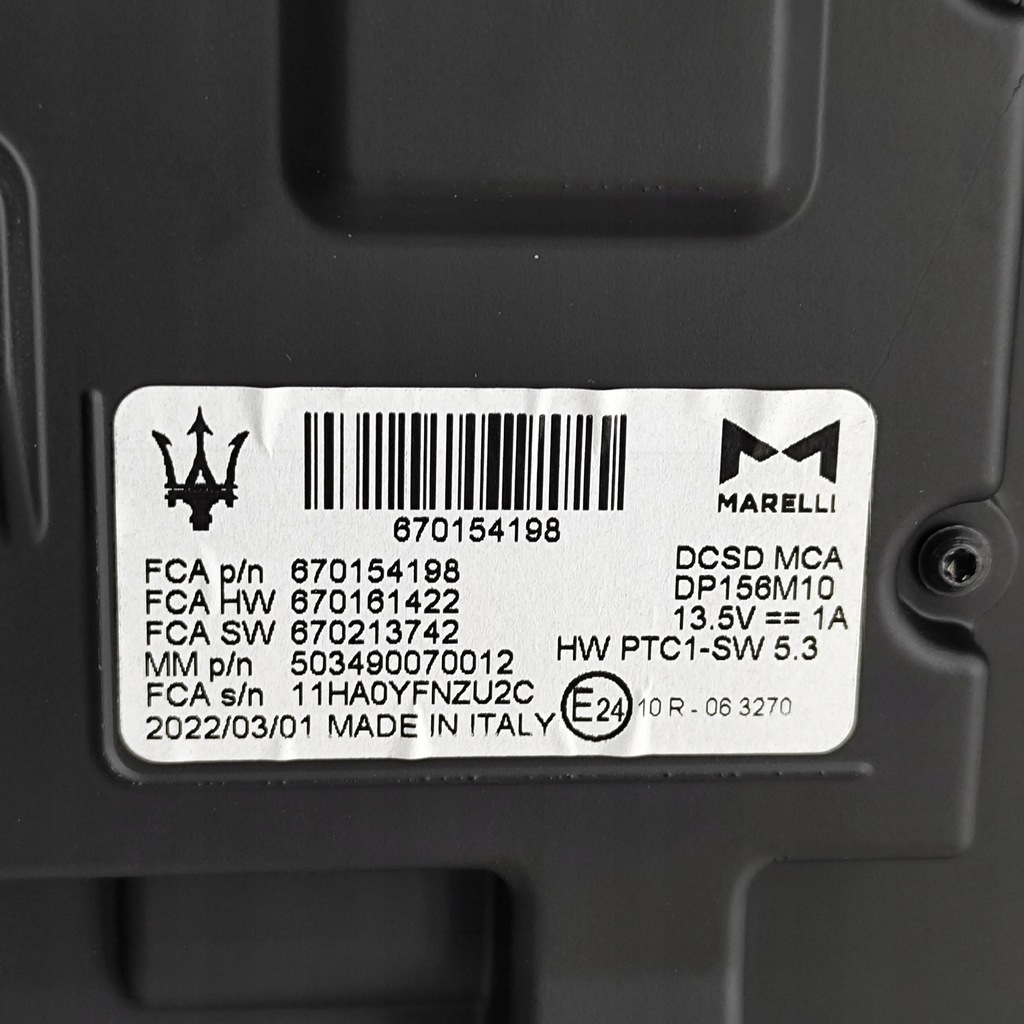 670154198
MARELLI
FCA p/n 670154198
FCA HW 670161422
FCA SW 670213742
MM p/n 503490070012
FCA s/n 11HA0YFNZU2C
2022/03/01 MADE IN ITALY
DCSD MCA
DP156M10
13.5V == 1A
HW PTC1-SW 5.3
E24 10 R - 06 3270